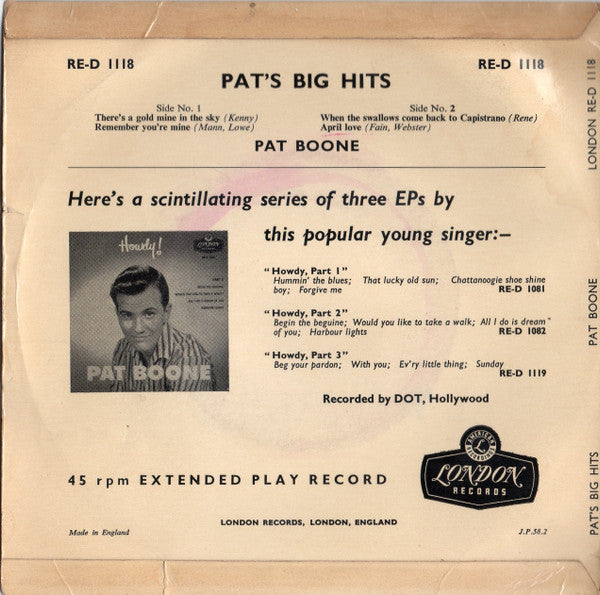 RE-D 1118
RE-D 1118
PAT'S BIG HITS
Side No. 1
There's a gold mine in the sky (Kenny)
Remember you're mine (Mann, Lowe)
Side No. 2
When the swallows come back to Capistrano (Rene)
April love (Fain, Webster)
PAT BOONE
Here's a scintillating series of three EPs by
this popular young singer:—
Howdy!
LONDON
PAT BOONE
"Howdy, Part 1"
Hummin' the blues; That lucky old sun; Chattanoogie shoe shine
boy; Forgive me RE-D 1081
"Howdy, Part 2"
Begin the beguine; Would you like to take a walk; All I do is dream
of you; Harbour lights RE-D 1082
"Howdy, Part 3"
Beg your pardon; With you; Ev'ry little thing; Sunday
RE-D 1119
Recorded by DOT, Hollywood
45 rpm EXTENDED PLAY RECORD
AMERICAN
RECORDINGS
L
LONDON
RECORDS
LONDON RECORDS, LONDON, ENGLAND
Made in England
J.P.58.2
LONDON RE-D 1118
PAT BOONE
PAT'S BIG HITS